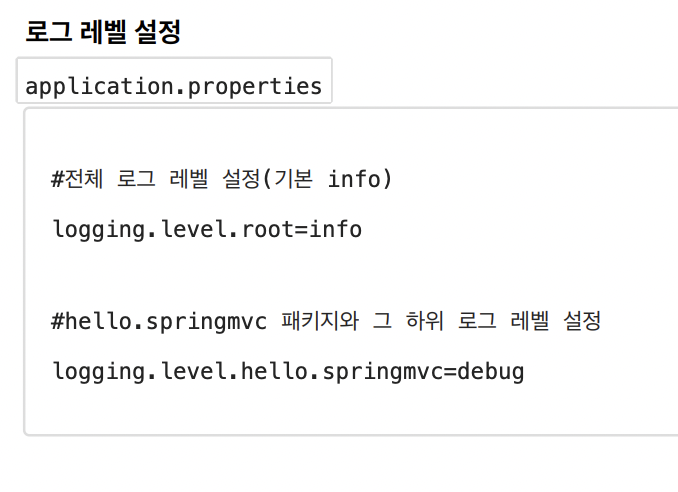 로그 레벨 설정
application.properties
#전체 로그 레벨 설정(기본 info)
logging.level.root=info
#hello.springmvc 패키지와 그 하위 로그 레벨 설정
logging.level.hello.springmvc=debug